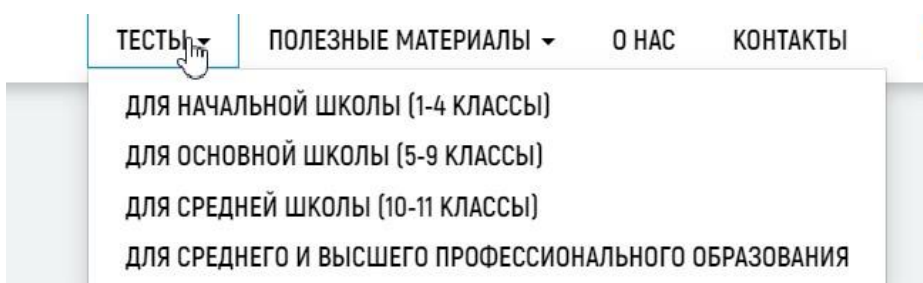 ТЕСТЫ ПОЛЕЗНЫЕ МАТЕРИАЛЫ О НАС КОНТАКТЫ
ДЛЯ НАЧАЛЬНОЙ ШКОЛЫ (1-4 КЛАССЫ)
ДЛЯ ОСНОВНОЙ ШКОЛЫ (5-9 КЛАССЫ)
ДЛЯ СРЕДНЕЙ ШКОЛЫ (10-11 КЛАССЫ)
ДЛЯ СРЕДНЕГО И ВЫСШЕГО ПРОФЕССИОНАЛЬНОГО ОБРАЗОВАНИЯ